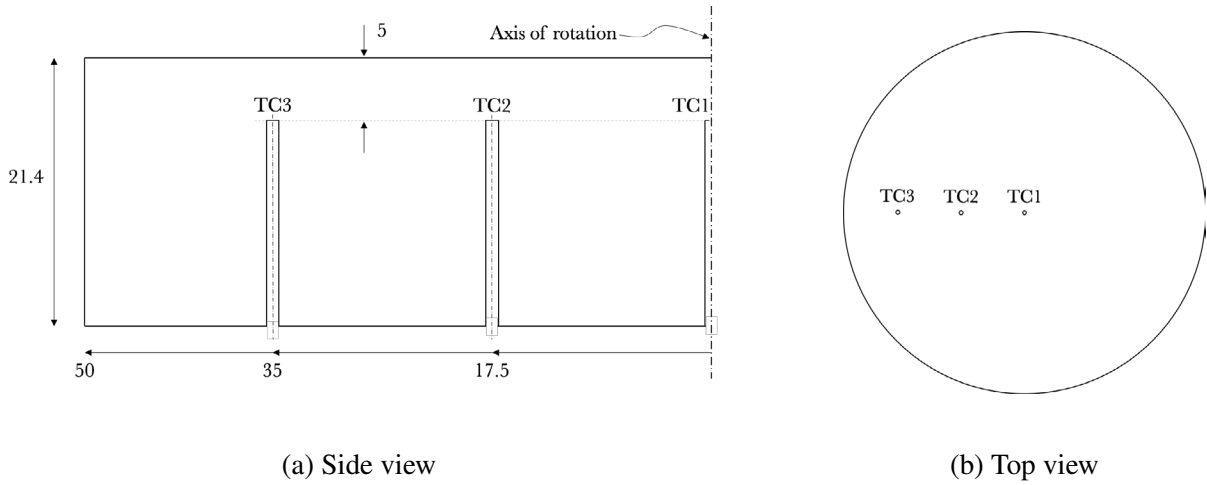 5
Axis of rotation
TC3 TC2 TC1
21.4
50 35 17.5
(a) Side view
TC3 TC2 TC1
(b) Top view